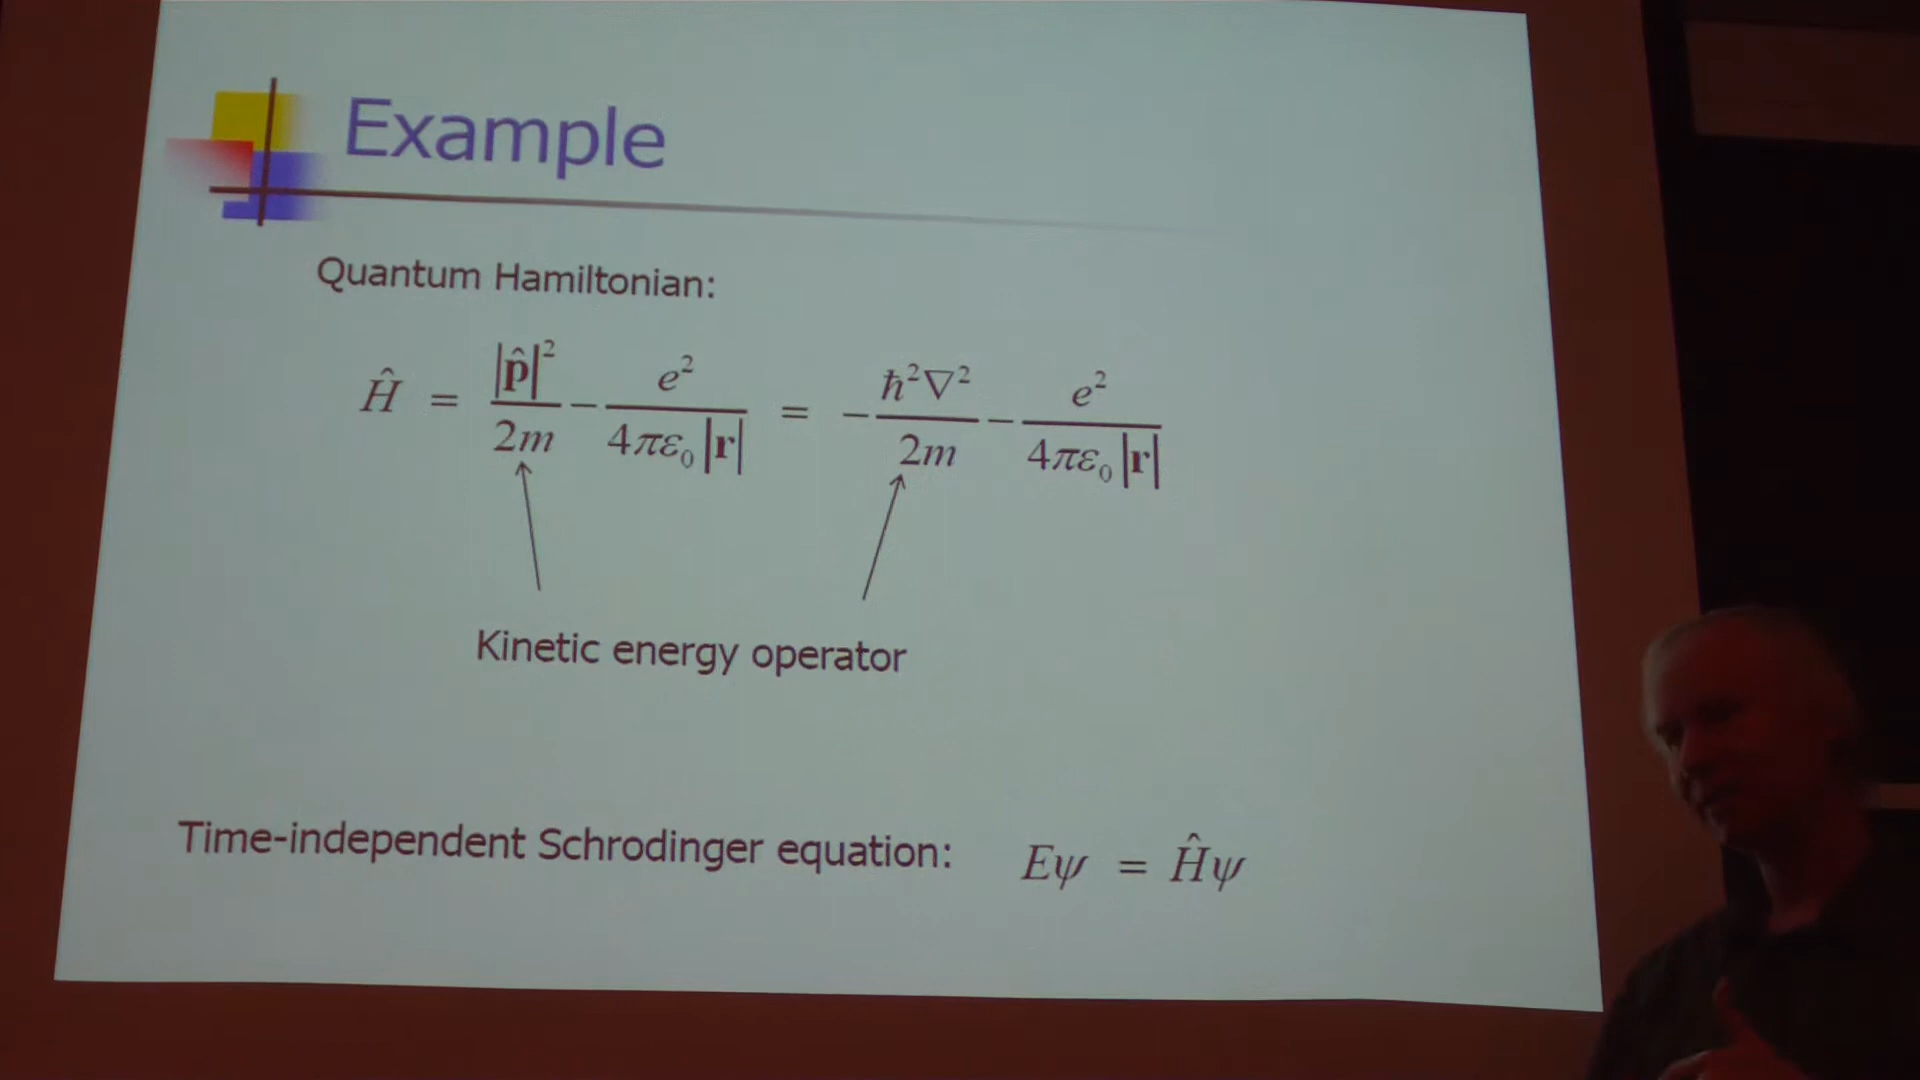 Example
Quantum Hamiltonian:
Ĥ = |p̂|²/2m − e²/4πε₀|r| = − ħ²∇²/2m − e²/4πε₀|r|
Kinetic energy operator
Time-independent Schrodinger equation: Eψ = Ĥψ